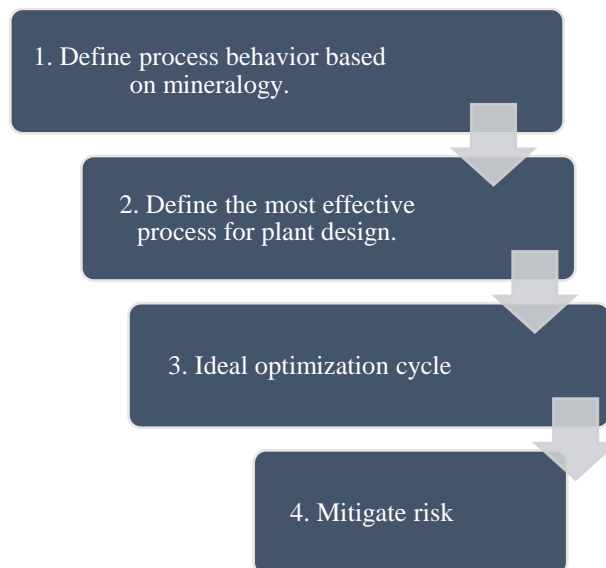 1. Define process behavior based
on mineralogy.
2. Define the most effective
process for plant design.
3. Ideal optimization cycle
4. Mitigate risk